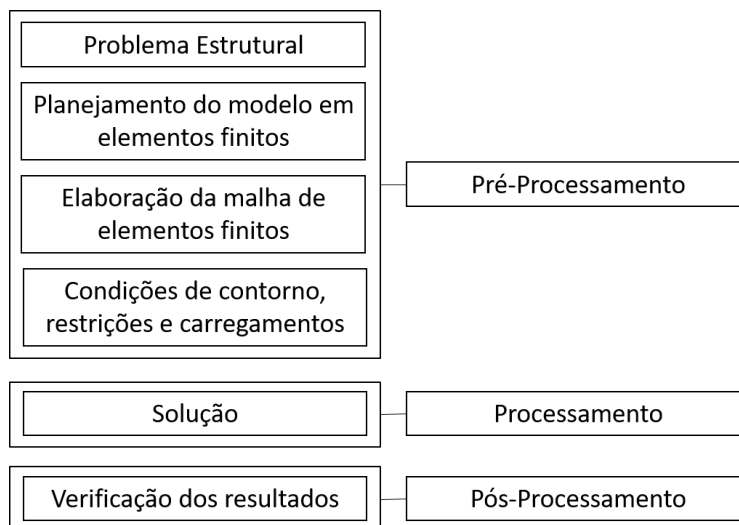 Problema Estrutural
Planejamento do modelo em
elementos finitos
Elaboração da malha de
elementos finitos
Condições de contorno,
restrições e carregamentos
Pré-Processamento
Solução
Processamento
Verificação dos resultados
Pós-Processamento